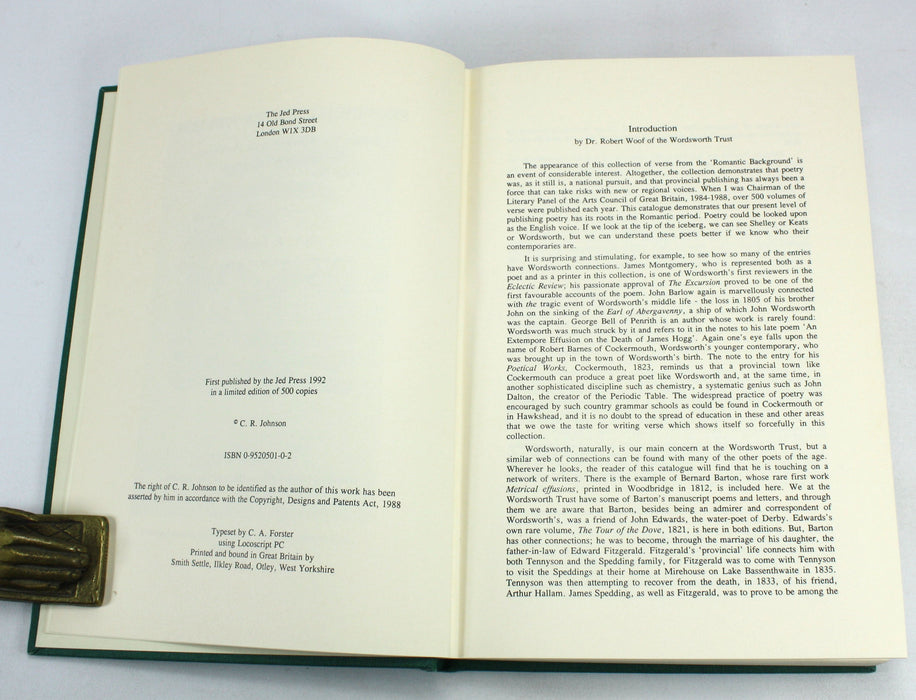 The Jed Press
14 Old Bond Street
London W1X 3DB
First published by the Jed Press 1992
in a limited edition of 500 copies
© C. R. Johnson
ISBN 0-9520501-0-2
The right of C. R. Johnson to be identified as the author of this work has been
asserted by him in accordance with the Copyright, Designs and Patents Act, 1988
Typeset by C. A. Forster
using Locoscript PC
Printed and bound in Great Britain by
Smith Settle, Ilkley Road, Otley, West Yorkshire
Introduction
by Dr. Robert Woof of the Wordsworth Trust
The appearance of this collection of verse from the 'Romantic Background' is
an event of considerable interest. Altogether, the collection demonstrates that poetry
was, as it still is, a national pursuit, and that provincial publishing has always been a
force that can take risks with new or regional voices. When I was Chairman of the
Literary Panel of the Arts Council of Great Britain, 1984-1988, over 500 volumes of
verse were published each year. This catalogue demonstrates that our present level of
publishing poetry has its roots in the Romantic period. Poetry could be looked upon
as the English voice. If we look at the tip of the iceberg, we can see Shelley or Keats
or Wordsworth, but we can understand these poets better if we know who their
contemporaries are.
It is surprising and stimulating, for example, to see how so many of the entries
have Wordsworth connections. James Montgomery, who is represented both as a
poet and as a printer in this collection, is one of Wordsworth's first reviewers in the
Eclectic Review; his passionate approval of The Excursion proved to be one of the
first favourable accounts of the poem. John Barlow again is marvellously connected
with the tragic event of Wordsworth's middle life - the loss in 1805 of his brother
John on the sinking of the Earl of Abergavenny, a ship of which John Wordsworth
was the captain. George Bell of Penrith is an author whose work is rarely found:
Wordsworth was much struck by it and refers to it in the notes to his late poem 'An
Extempore Effusion on the Death of James Hogg'. Again one's eye falls upon the
name of Robert Barnes of Cockermouth, Wordsworth's younger contemporary, who
was brought up in the town of Wordsworth's birth. The note to the entry for his
Poetical Works, Cockermouth, 1823, reminds us that a provincial town like
Cockermouth can produce a great poet like Wordsworth and, at the same time, in
another sophisticated discipline such as chemistry, a systematic genius such as John
Dalton, the creator of the Periodic Table. The widespread practice of poetry was
encouraged by such country grammar schools as could be found in Cockermouth or
in Hawkshead, and it is no doubt to the spread of education in these and other areas
that we owe the taste for writing verse which shows itself so forcefully in this
collection.
Wordsworth, naturally, is our main concern at the Wordsworth Trust, but a
similar web of connections can be found with many of the other poets of the age.
Wherever he looks, the reader of this catalogue will find that he is touching on a
network of writers. There is the example of Bernard Barton, whose rare first work
Metrical effusions, printed in Woodbridge in 1812, is included here. We at the
Wordsworth Trust have some of Barton's manuscript poems and letters, and through
them we are aware that Barton, besides being an admirer and correspondent of
Wordsworth's, was a friend of John Edwards, the water-poet of Derby. Edwards's
own rare volume, The Tour of the Dove, 1821, is here in both editions. But, Barton
has other connections; he was to become, through the marriage of his daughter, the
father-in-law of Edward Fitzgerald. Fitzgerald's 'provincial' life connects him with
both Tennyson and the Spedding family, for Fitzgerald was to come with Tennyson
to visit the Speddings at their home at Mirehouse on Lake Bassenthwaite in 1835.
Tennyson was then attempting to recover from the death, in 1833, of his friend,
Arthur Hallam. James Spedding, as well as Fitzgerald, was to prove to be among the